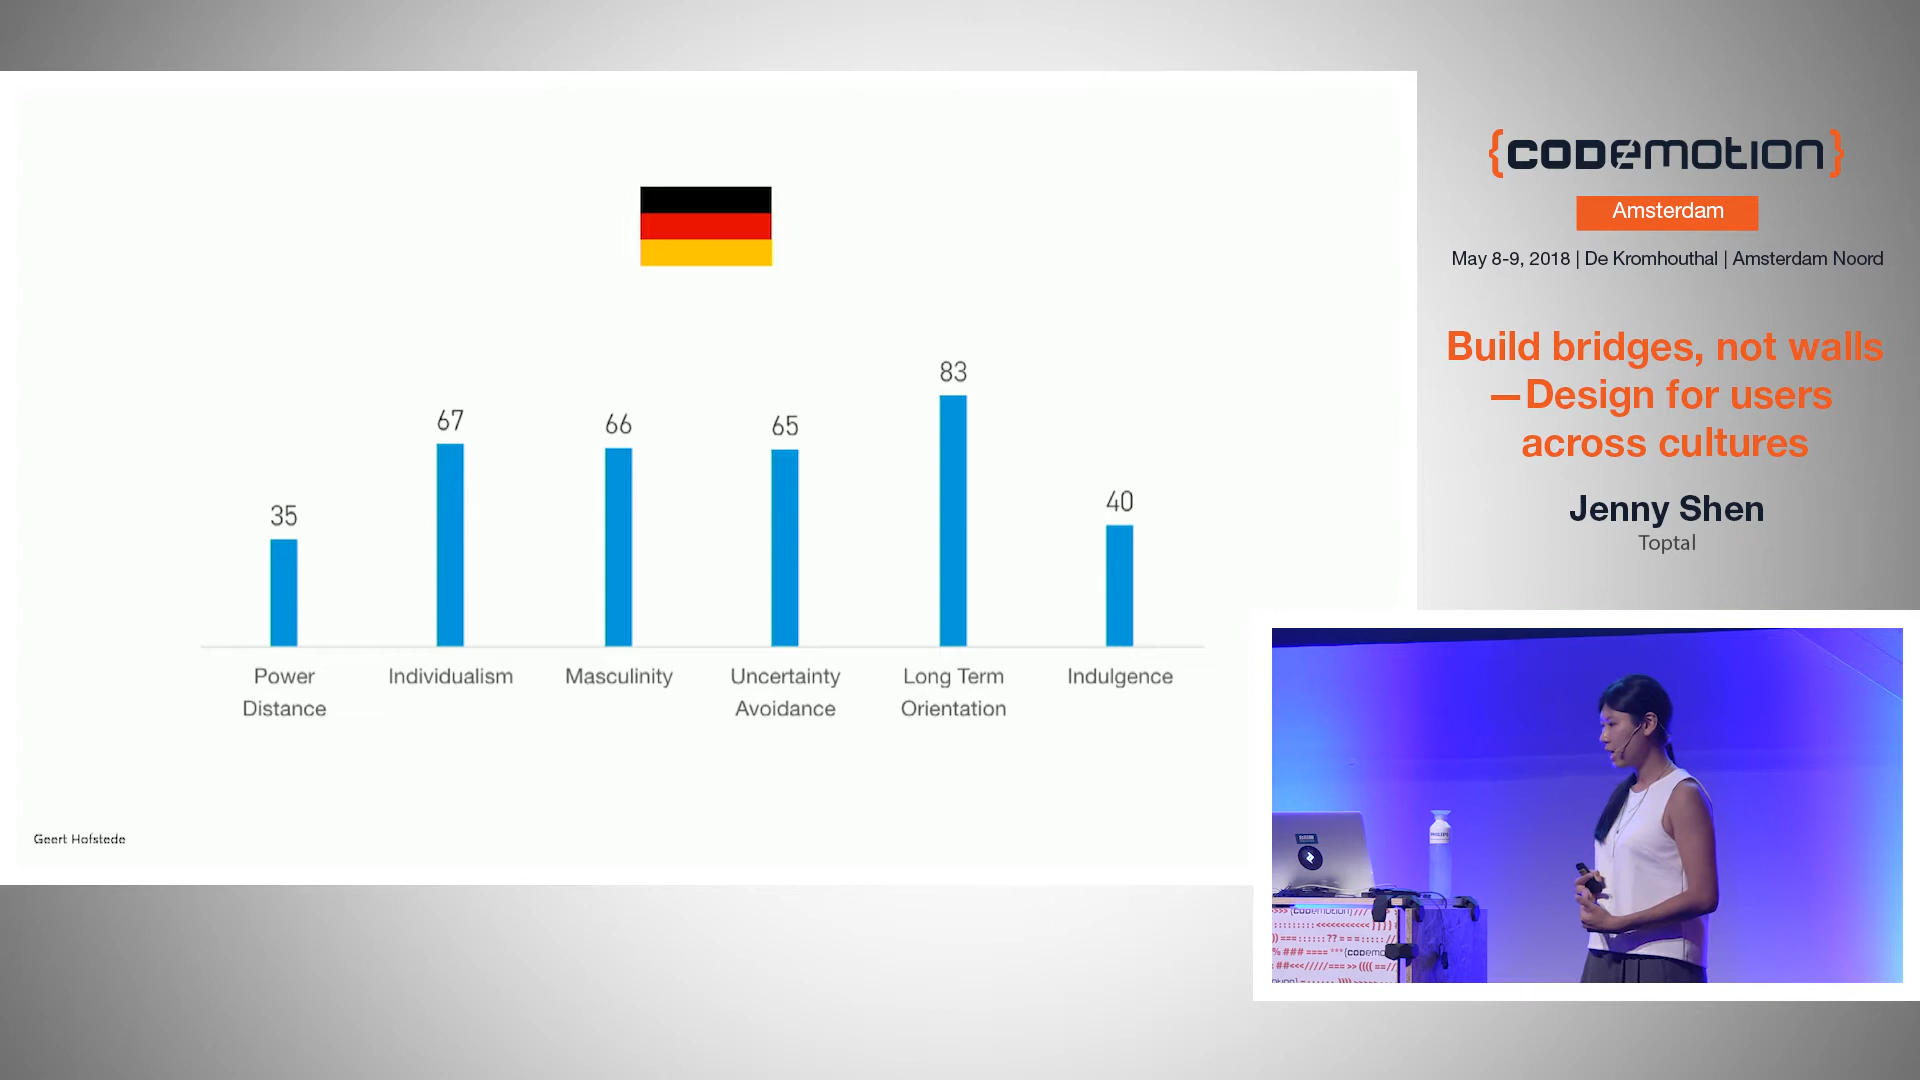 35
67
66
65
83
40
Power
Distance
Individualism
Masculinity
Uncertainty
Avoidance
Long Term
Orientation
Indulgence
Geert Hofstede
{CODEMOTION}
Amsterdam
May 8-9, 2018 | De Kromhouthal | Amsterdam Noord
Build bridges, not walls
—Design for users
across cultures
Jenny Shen
Toptal
PHILIPS